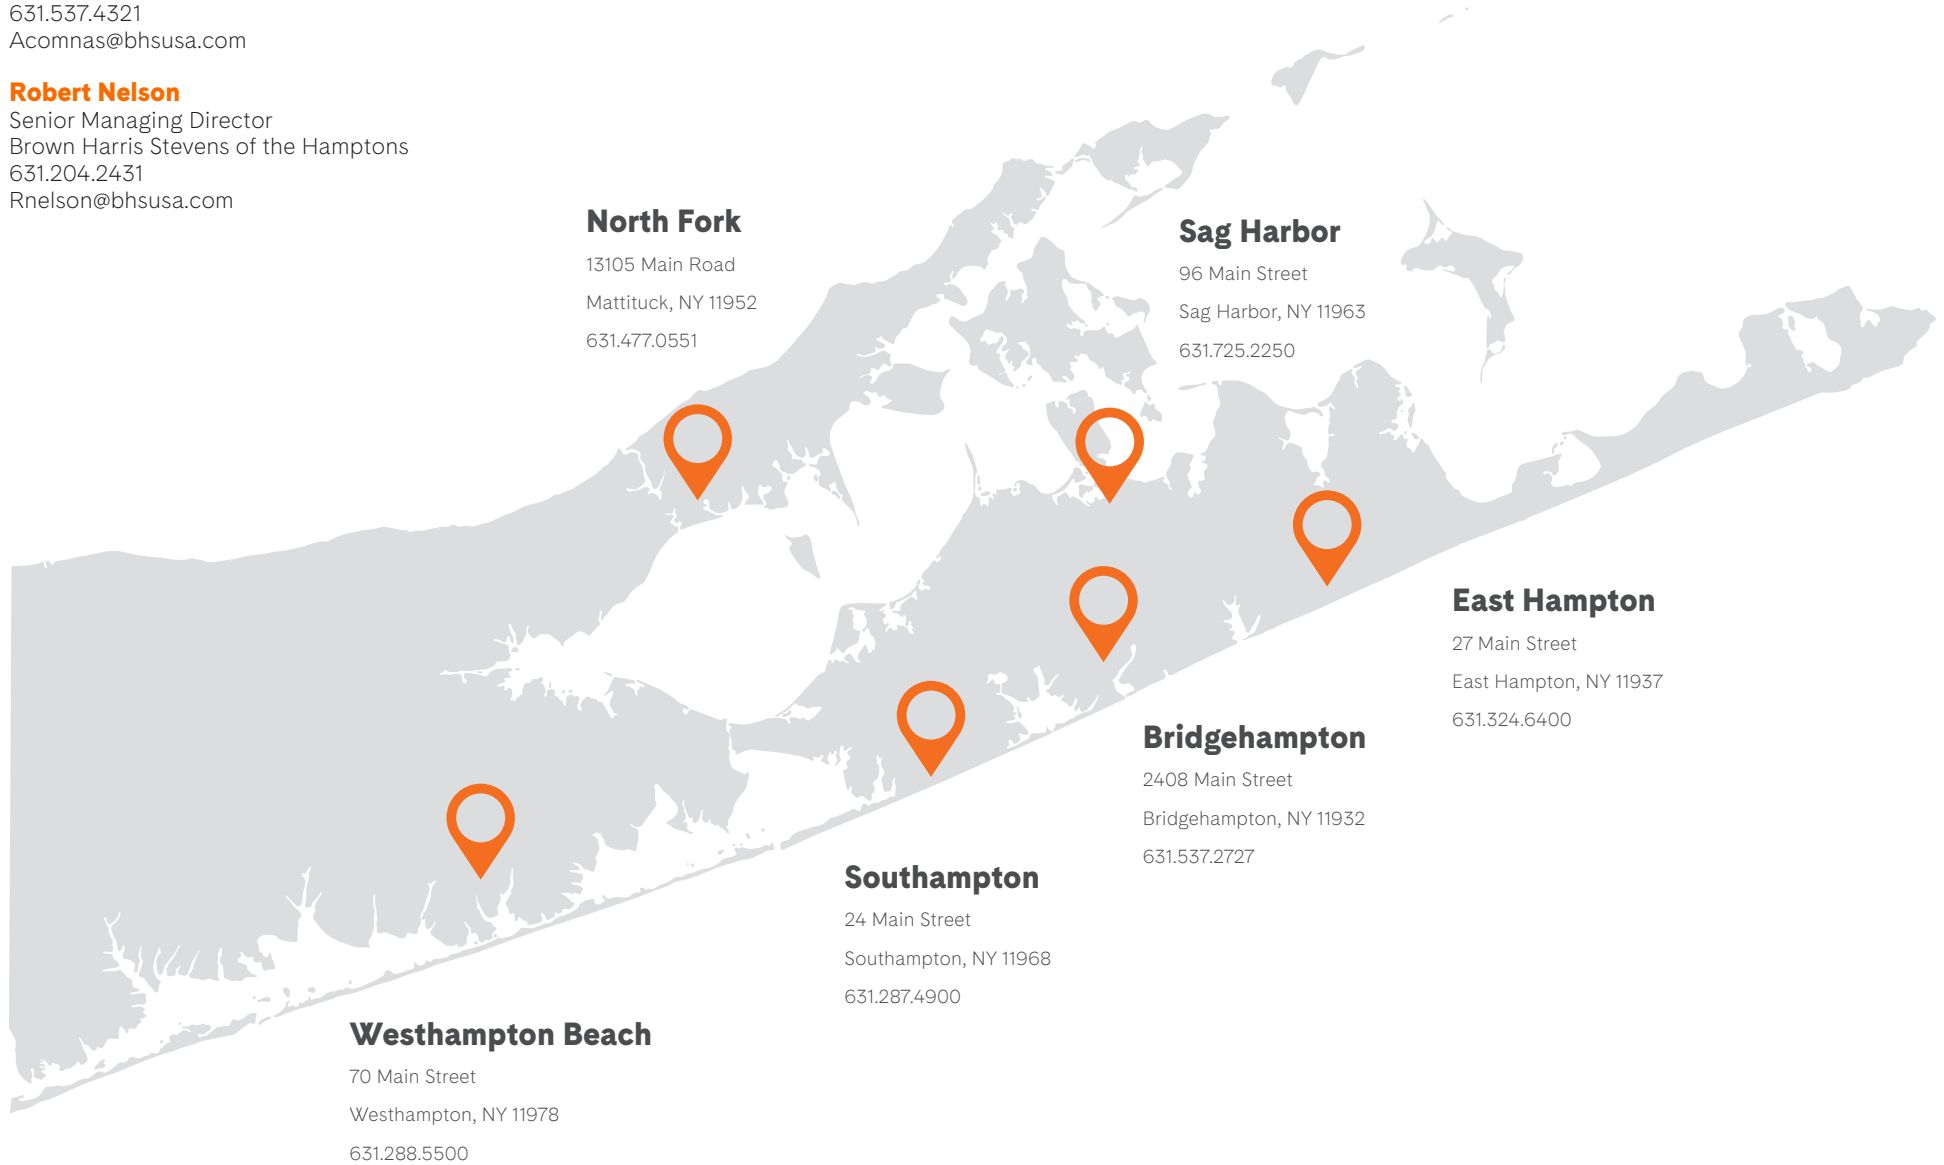 631.537.4321
Acomnas@bhsusa.com
Robert Nelson
Senior Managing Director
Brown Harris Stevens of the Hamptons
631.204.2431
Rnelson@bhsusa.com
North Fork
13105 Main Road
Mattituck, NY 11952
631.477.0551
Sag Harbor
96 Main Street
Sag Harbor, NY 11963
631.725.2250
East Hampton
27 Main Street
East Hampton, NY 11937
631.324.6400
Bridgehampton
2408 Main Street
Bridgehampton, NY 11932
631.537.2727
Southampton
24 Main Street
Southampton, NY 11968
631.287.4900
Westhampton Beach
70 Main Street
Westhampton, NY 11978
631.288.5500